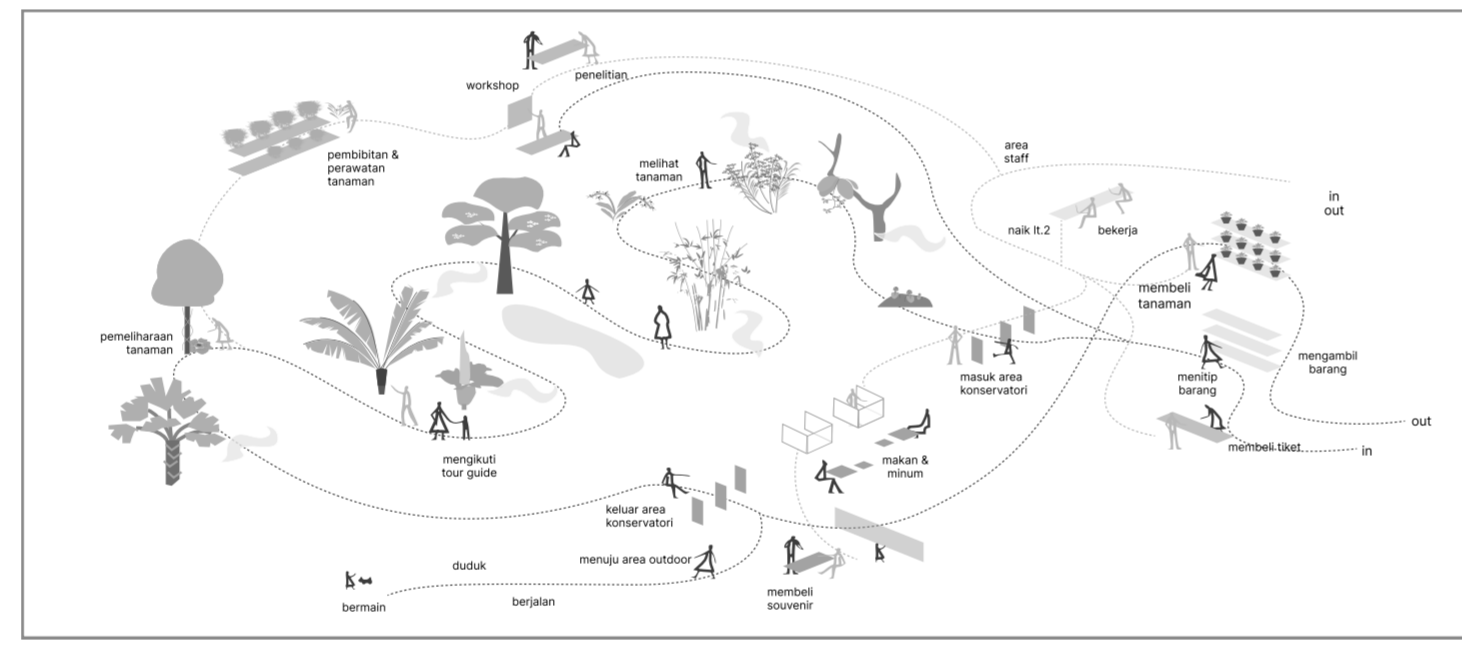 workshop
penelitian
pembibitan &
perawatan
tanaman
melihat
tanaman
area
staff
in
out
naik lt.2
bekerja
membeli
tanaman
pemeliharaan
tanaman
masuk area
konservatori
menitip
barang
mengambil
barang
out
membeli tiket
in
mengikuti
tour guide
makan &
minum
keluar area
konservatori
menuju area outdoor
duduk
bermain
berjalan
membeli
souvenir